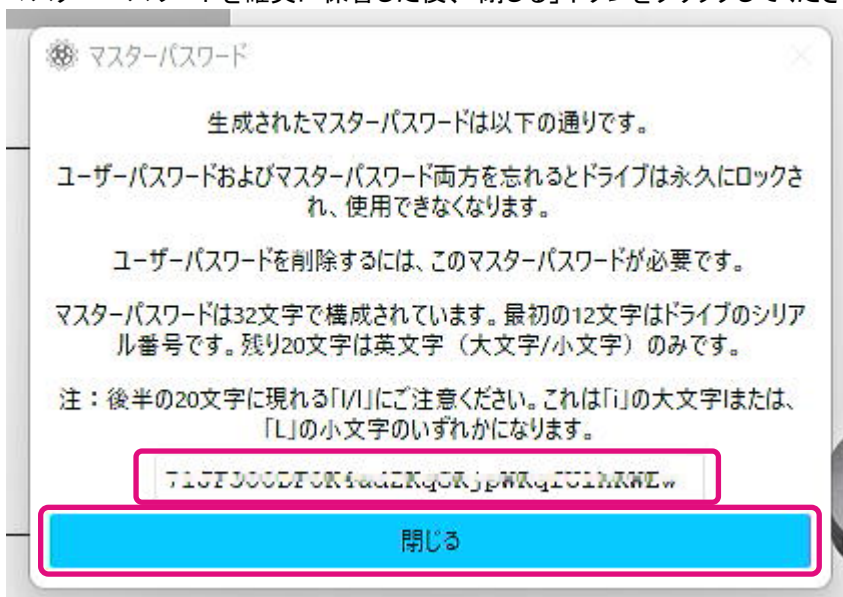 マスターパスワード
生成されたマスターパスワードは以下の通りです。
ユーザーパスワードおよびマスターパスワード両方を忘れるとドライブは永久にロックさ
れ、使用できなくなります。
ユーザーパスワードを削除するには、このマスターパスワードが必要です。
マスターパスワードは32文字で構成されています。最初の12文字はドライブのシリア
ル番号です。残り20文字は英文字（大文字/小文字）のみです。
注：後半の20文字に現れる「I/l」にご注意ください。これは「i」の大文字Iまたは、
「L」の小文字のいずれかになります。
閉じる